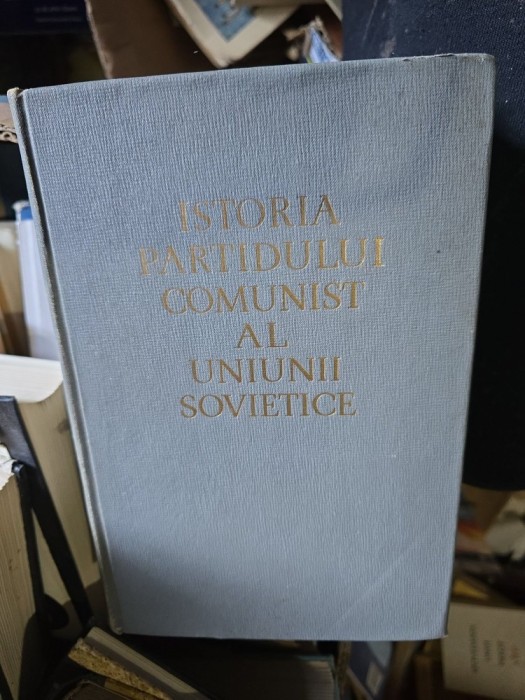 ISTORIA
PARTIDULUI
COMUNIST
AL
UNIUNII
SOVIETICE